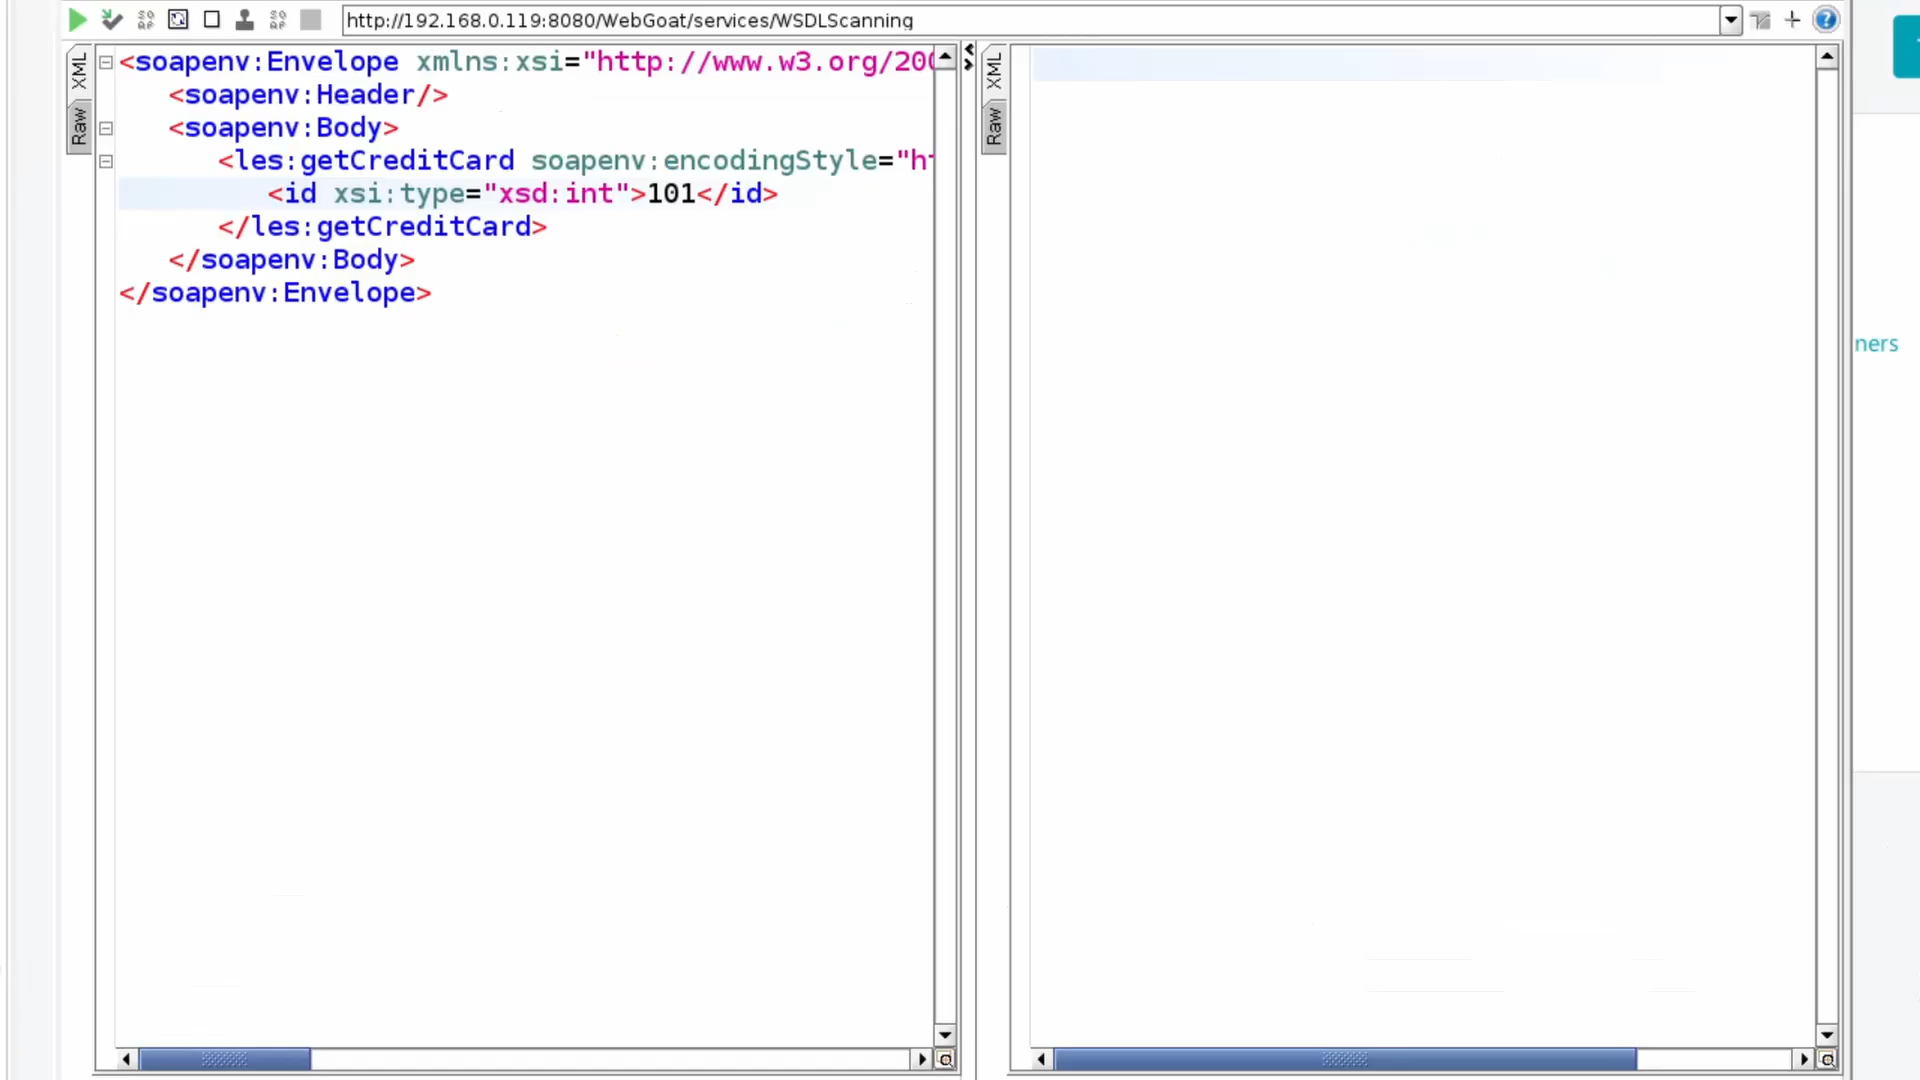 http://192.168.0.119:8080/WebGoat/services/WSDLScanning
XML
Raw
<soapenv:Envelope xmlns:xsi="http://www.w3.org/200
<soapenv:Header/>
<soapenv:Body>
<les:getCreditCard soapenv:encodingStyle="ht
<id xsi:type="xsd:int">101</id>
</les:getCreditCard>
</soapenv:Body>
</soapenv:Envelope>
XML
Raw
ners